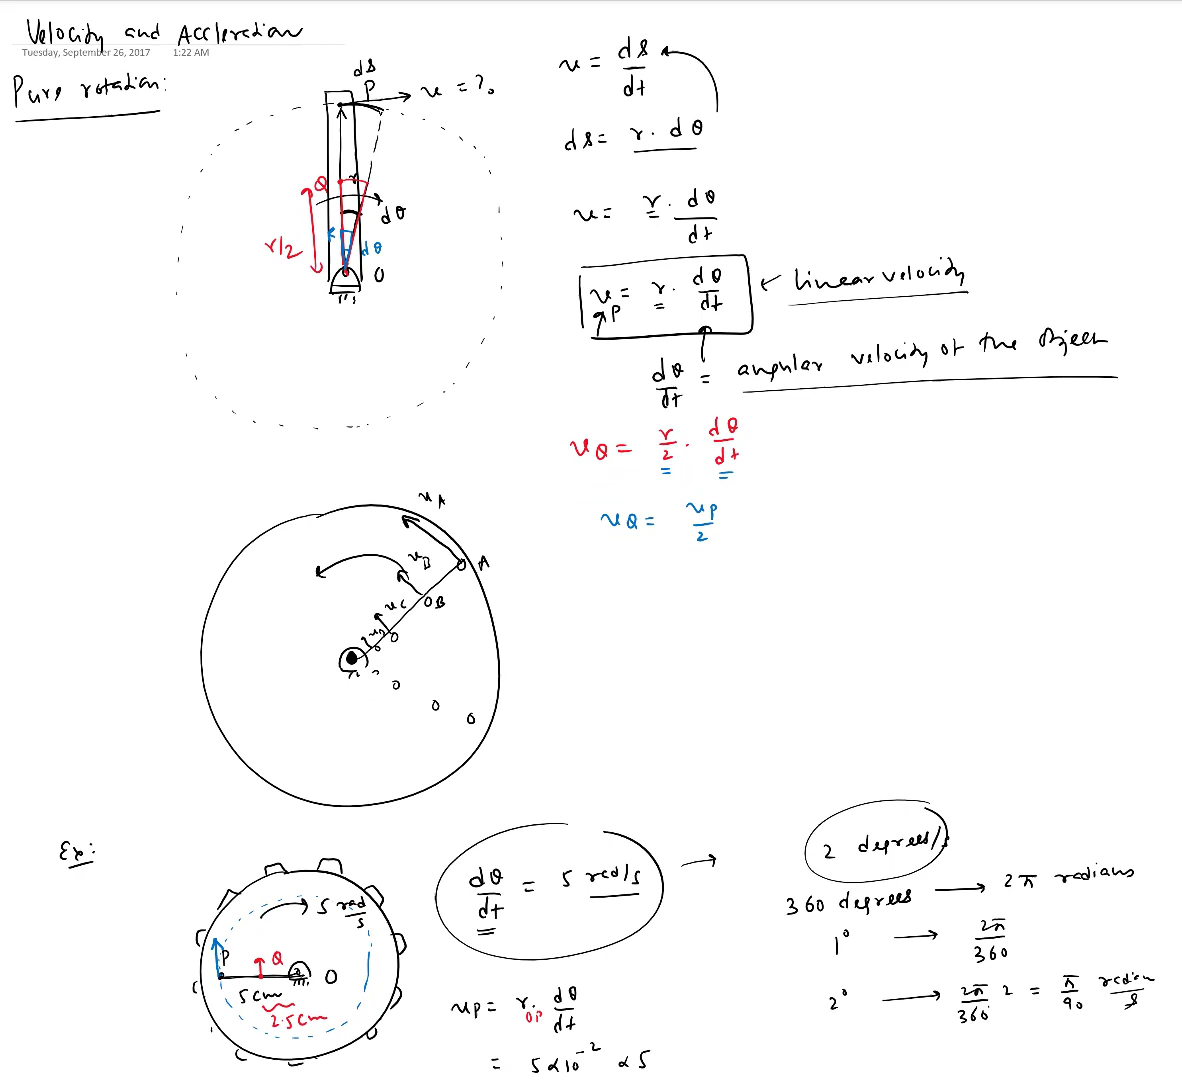 Velocity and Accleration
Tuesday, September 26, 2017 1:22 AM
Pure rotation:
ds
P
v = ?
Q
r
dθ
r/2
dθ
O
v = ds/dt
ds = r. dθ
v = r. dθ/dt
vP = r. dθ/dt ← Linear velocity
dθ/dt = angular velocity of the object
vQ = r/2 . dθ/dt
vQ = vP/2
vA
A
vB
B
vC
vD
Ex:
5 rad/s
P
Q
O
5cm
2.5cm
dθ/dt = 5 rad/s →
vP = rOP. dθ/dt
= 5 x 10^-2 x 5
2 degrees/s
360 degrees → 2π radians
1° → 2π/360
2° → 2π/360 2 = π/90 radian/s